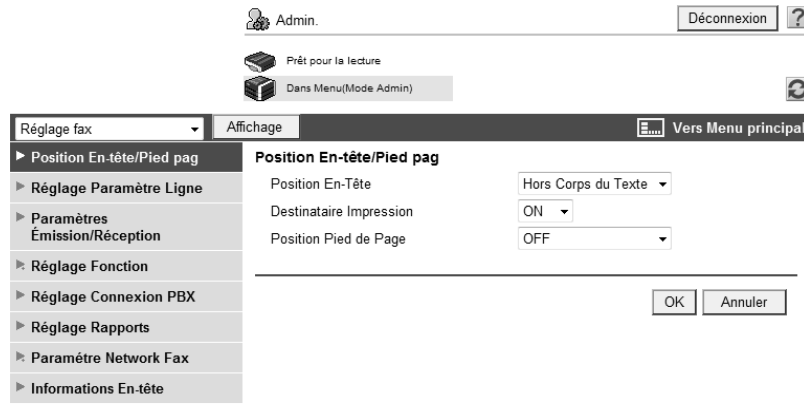 Admin.
Déconnexion
?
Prêt pour la lecture
Dans Menu(Mode Admin)
Réglage fax
Affichage
Vers Menu principal
Position En-tête/Pied pag
Réglage Paramètre Ligne
Paramètres
Émission/Réception
Réglage Fonction
Réglage Connexion PBX
Réglage Rapports
Paramétre Network Fax
Informations En-tête
Position En-tête/Pied pag
Position En-Tête
Hors Corps du Texte
Destinataire Impression
ON
Position Pied de Page
OFF
OK
Annuler